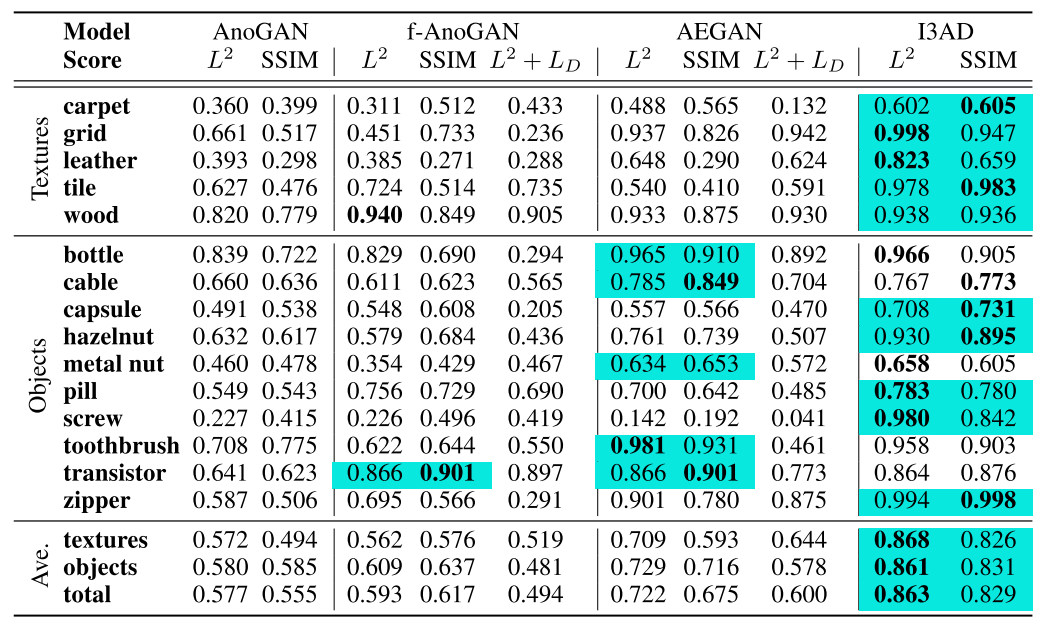 Model AnoGAN f-AnoGAN AEGAN I3AD
Score L² SSIM L² SSIM L² + L_D L² SSIM L² + L_D L² SSIM
Textures
carpet 0.360 0.399 0.311 0.512 0.433 0.488 0.565 0.132 0.602 0.605
grid 0.661 0.517 0.451 0.733 0.236 0.937 0.826 0.942 0.998 0.947
leather 0.393 0.298 0.385 0.271 0.288 0.648 0.290 0.624 0.823 0.659
tile 0.627 0.476 0.724 0.514 0.735 0.540 0.410 0.591 0.978 0.983
wood 0.820 0.779 0.940 0.849 0.905 0.933 0.875 0.930 0.938 0.936
Objects
bottle 0.839 0.722 0.829 0.690 0.294 0.965 0.910 0.892 0.966 0.905
cable 0.660 0.636 0.611 0.623 0.565 0.785 0.849 0.704 0.767 0.773
capsule 0.491 0.538 0.548 0.608 0.205 0.557 0.566 0.470 0.708 0.731
hazelnut 0.632 0.617 0.579 0.684 0.436 0.761 0.739 0.507 0.930 0.895
metal nut 0.460 0.478 0.354 0.429 0.467 0.634 0.653 0.572 0.658 0.605
pill 0.549 0.543 0.756 0.729 0.690 0.700 0.642 0.485 0.783 0.780
screw 0.227 0.415 0.226 0.496 0.419 0.142 0.192 0.041 0.980 0.842
toothbrush 0.708 0.775 0.622 0.644 0.550 0.981 0.931 0.461 0.958 0.903
transistor 0.641 0.623 0.866 0.901 0.897 0.866 0.901 0.773 0.864 0.876
zipper 0.587 0.506 0.695 0.566 0.291 0.901 0.780 0.875 0.994 0.998
Ave.
textures 0.572 0.494 0.562 0.576 0.519 0.709 0.593 0.644 0.868 0.826
objects 0.580 0.585 0.609 0.637 0.481 0.729 0.716 0.578 0.861 0.831
total 0.577 0.555 0.593 0.617 0.494 0.722 0.675 0.600 0.863 0.829